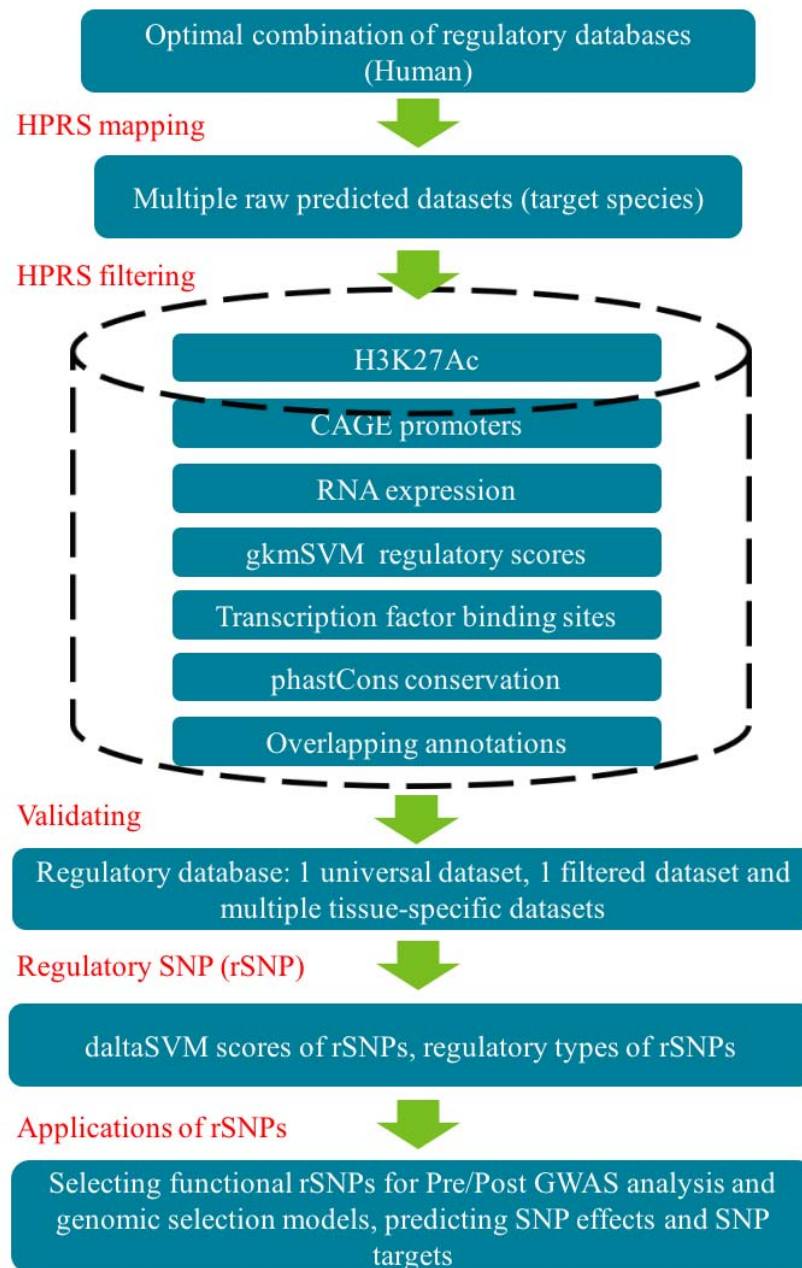 Optimal combination of regulatory databases
(Human)
HPRS mapping
Multiple raw predicted datasets (target species)
HPRS filtering
H3K27Ac
CAGE promoters
RNA expression
gkmSVM regulatory scores
Transcription factor binding sites
phastCons conservation
Overlapping annotations
Validating
Regulatory database: 1 universal dataset, 1 filtered dataset and
multiple tissue-specific datasets
Regulatory SNP (rSNP)
daltaSVM scores of rSNPs, regulatory types of rSNPs
Applications of rSNPs
Selecting functional rSNPs for Pre/Post GWAS analysis and
genomic selection models, predicting SNP effects and SNP
targets